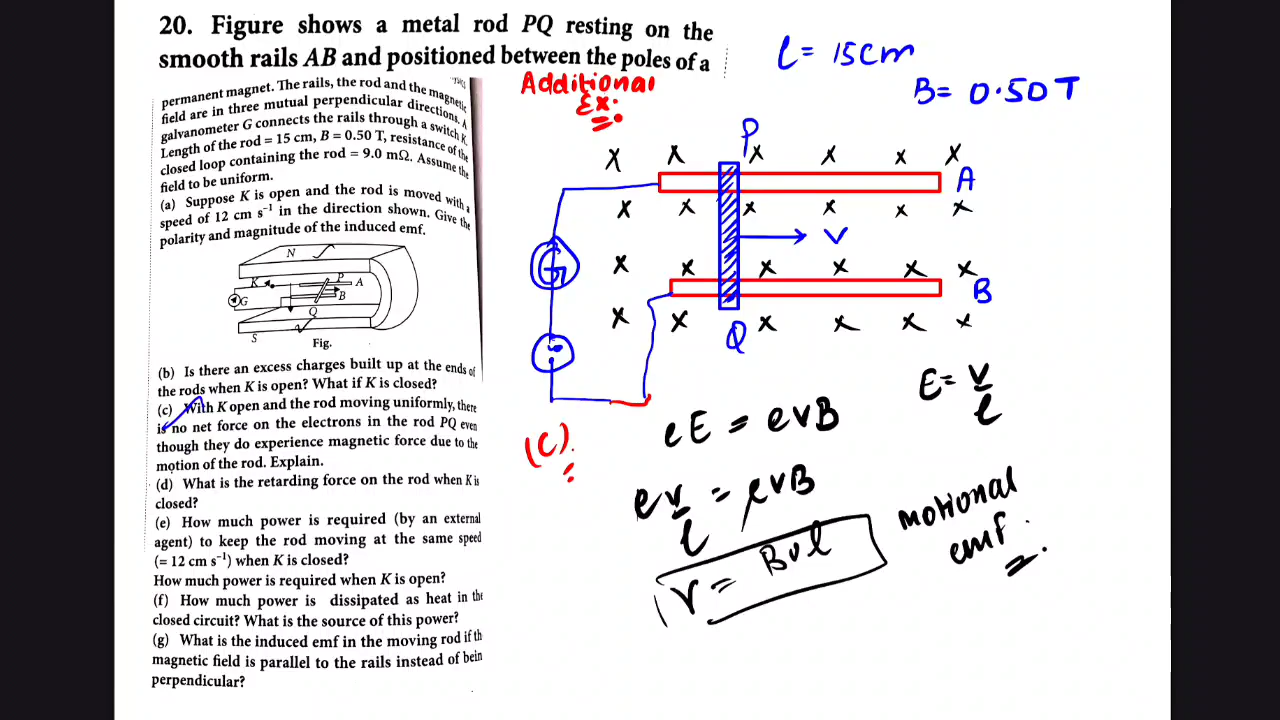 20. Figure shows a metal rod PQ resting on the
smooth rails AB and positioned between the poles of a
permanent magnet. The rails, the rod and the magnetic
field are in three mutual perpendicular directions. A
galvanometer G connects the rails through a switch K.
Length of the rod = 15 cm, B = 0.50 T, resistance of the
closed loop containing the rod = 9.0 mΩ. Assume the
field to be uniform.
(a) Suppose K is open and the rod is moved with a
speed of 12 cm s⁻¹ in the direction shown. Give the
polarity and magnitude of the induced emf.
N
K
P
A
G
B
Q
S
Fig.
(b) Is there an excess charges built up at the ends of
the rods when K is open? What if K is closed?
(c) With K open and the rod moving uniformly, there
is no net force on the electrons in the rod PQ even
though they do experience magnetic force due to the
motion of the rod. Explain.
(d) What is the retarding force on the rod when K is
closed?
(e) How much power is required (by an external
agent) to keep the rod moving at the same speed
(= 12 cm s⁻¹) when K is closed?
How much power is required when K is open?
(f) How much power is dissipated as heat in the
closed circuit? What is the source of this power?
(g) What is the induced emf in the moving rod if th
magnetic field is parallel to the rails instead of bein
perpendicular?
Additional
Ex:
l = 15cm
B = 0.50 T
P
x x x x x x
A
x x x x x x
G
V
x x x x x x
B
x x x x x x
Q
(C).
eE = evB
E = V/l
e V/l = evB
V = Bvl
motional
emf.